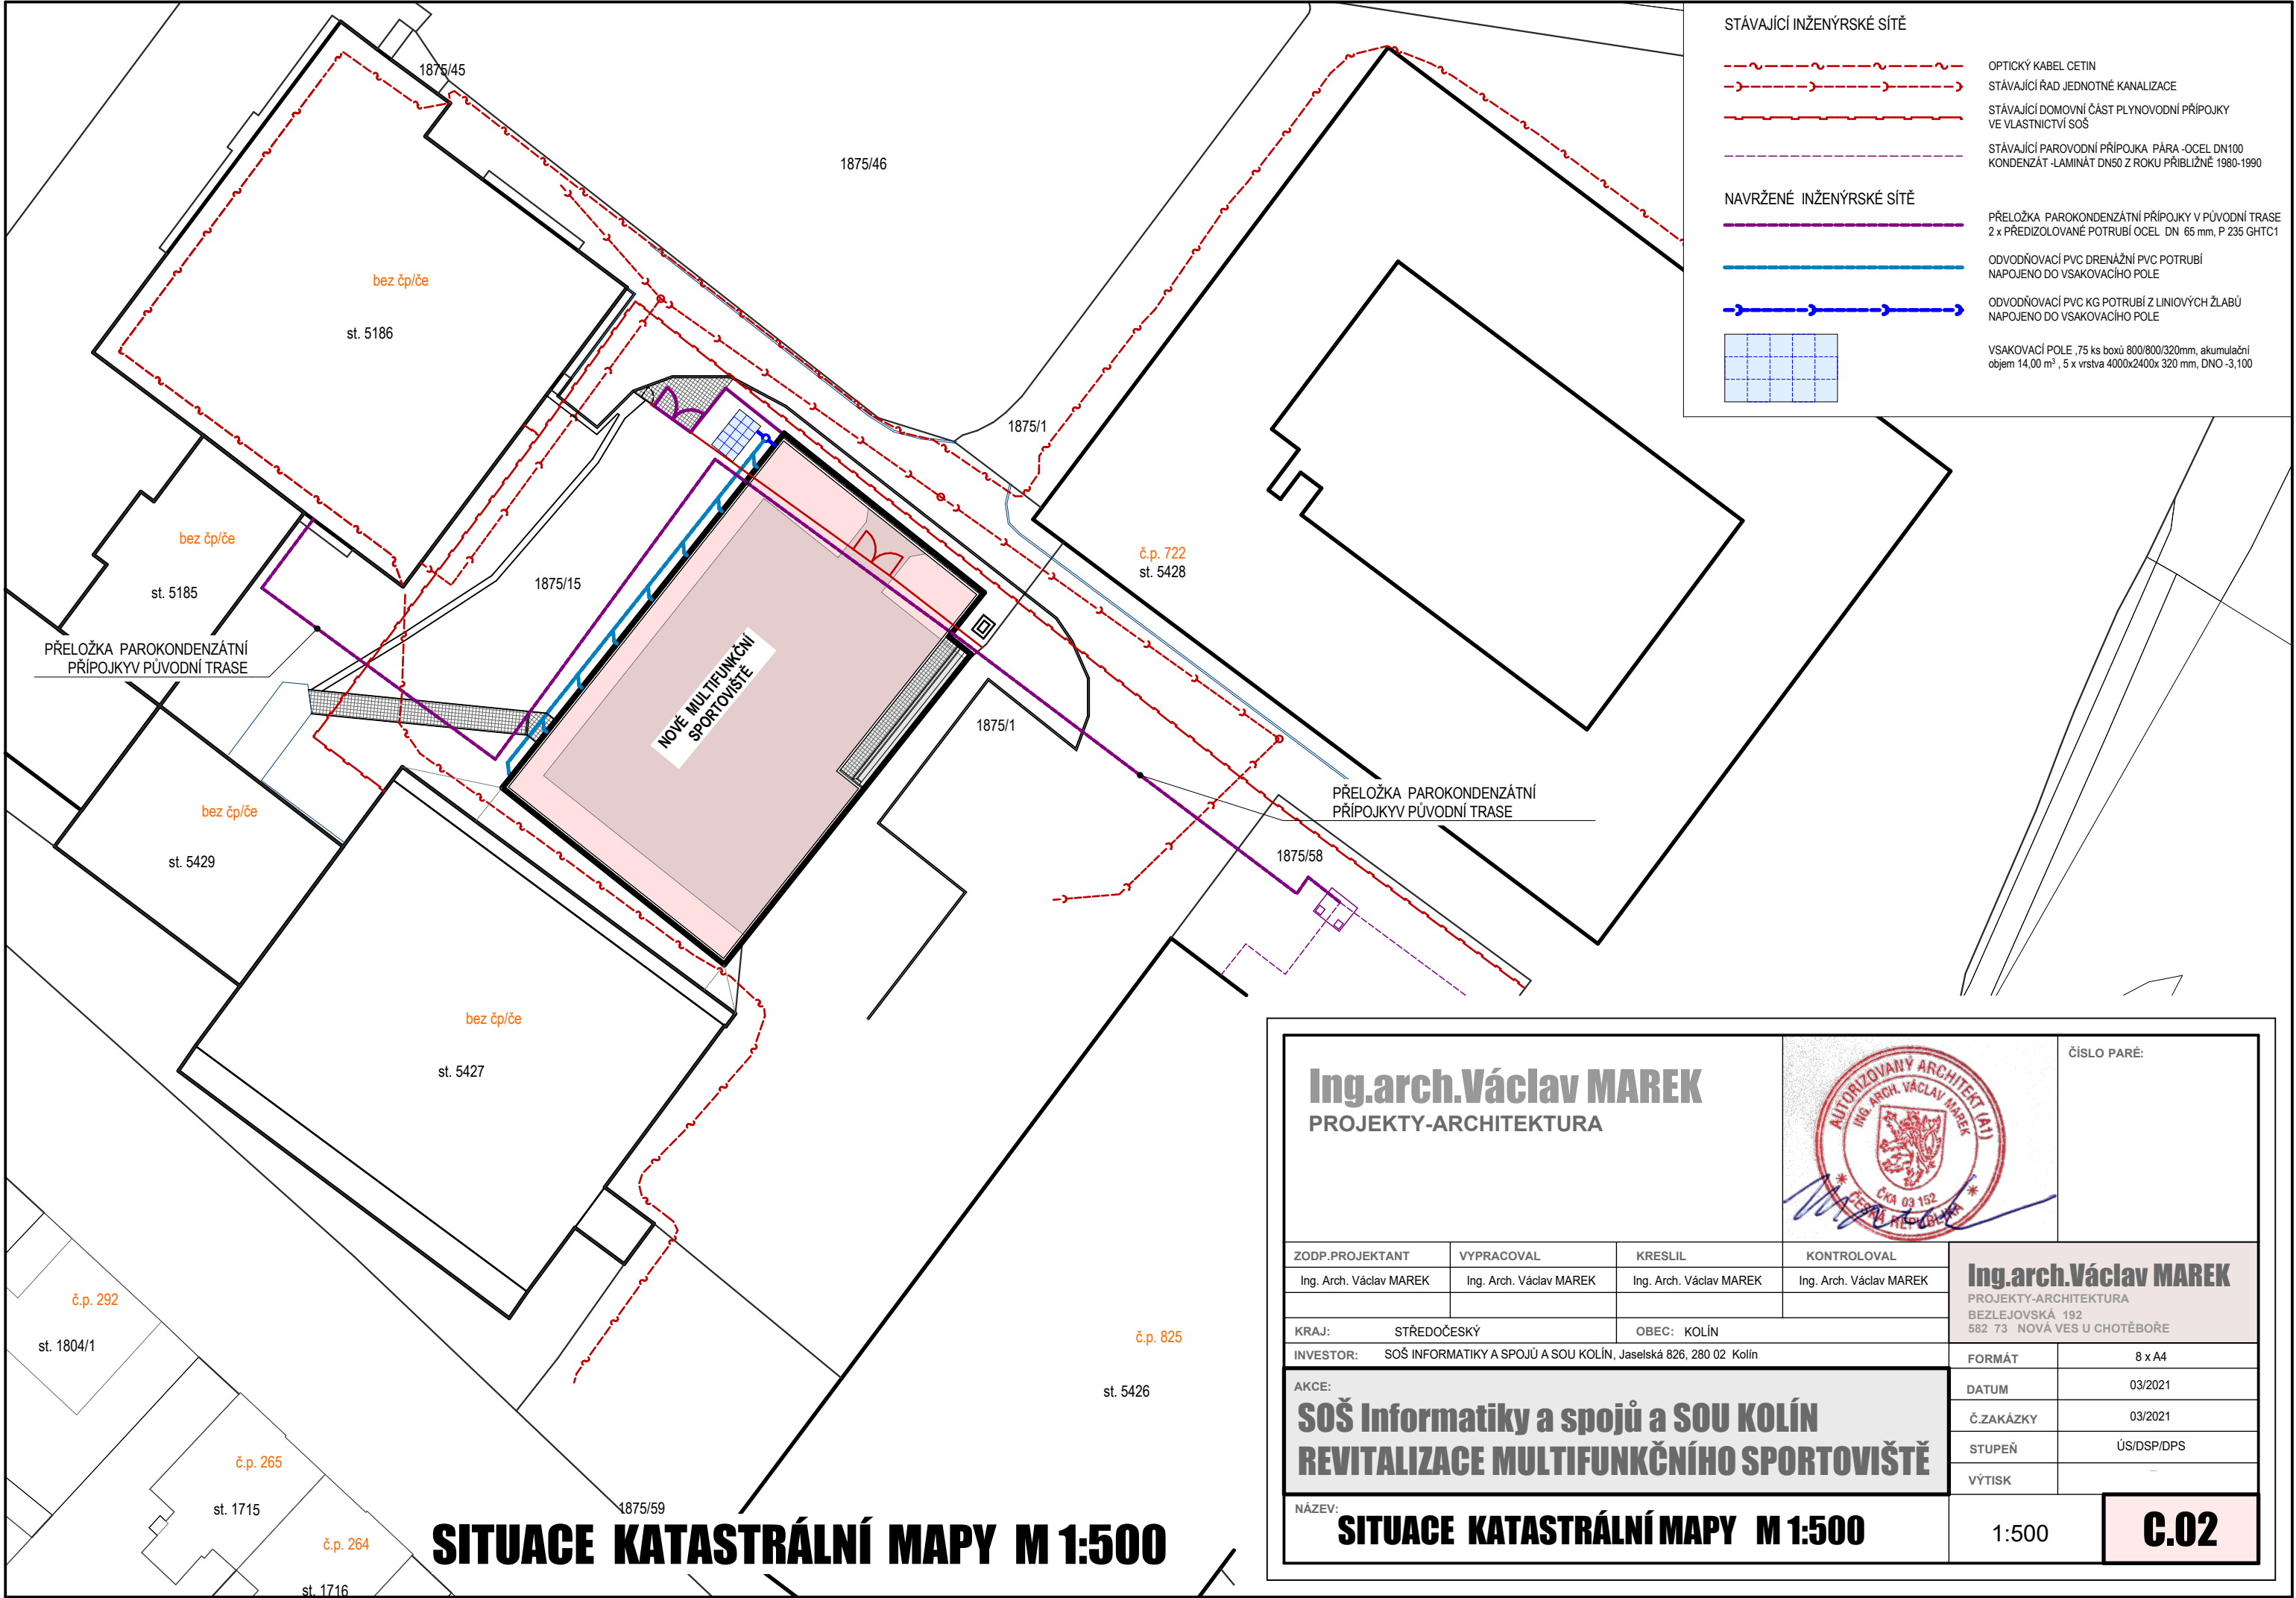 STÁVAJÍCÍ INŽENÝRSKÉ SÍTĚ
OPTICKÝ KABEL CETIN
STÁVAJÍCÍ ŘAD JEDNOTNÉ KANALIZACE
STÁVAJÍCÍ DOMOVNÍ ČÁST PLYNOVODNÍ PŘÍPOJKY
VE VLASTNICTVÍ SOŠ
STÁVAJÍCÍ PAROVODNÍ PŘÍPOJKA PÁRA -OCEL DN100
KONDENZÁT -LAMINÁT DN50 Z ROKU PŘIBLIŽNĚ 1980-1990
NAVRŽENÉ INŽENÝRSKÉ SÍTĚ
PŘELOŽKA PAROKONDENZÁTNÍ PŘÍPOJKY V PŮVODNÍ TRASE
2 x PŘEDIZOLOVANÉ POTRUBÍ OCEL DN 65 mm, P 235 GHTC1
ODVODŇOVACÍ PVC DRENÁŽNÍ PVC POTRUBÍ
NAPOJENO DO VSAKOVACÍHO POLE
ODVODŇOVACÍ PVC KG POTRUBÍ Z LINIOVÝCH ŽLABŮ
NAPOJENO DO VSAKOVACÍHO POLE
VSAKOVACÍ POLE ,75 ks boxů 800/800/320mm, akumulační
objem 14,00 m³ , 5 x vrstva 4000x2400x 320 mm, DNO -3,100
1875/45
1875/46
bez čp/če
st. 5186
1875/1
bez čp/če
st. 5185
1875/15
č.p. 722
st. 5428
PŘELOŽKA PAROKONDENZÁTNÍ
PŘÍPOJKYV PŮVODNÍ TRASE
NOVÉ MULTIFUNKČNÍ
SPORTOVIŠTĚ
1875/1
PŘELOŽKA PAROKONDENZÁTNÍ
PŘÍPOJKYV PŮVODNÍ TRASE
bez čp/če
st. 5429
1875/58
bez čp/če
st. 5427
č.p. 292
st. 1804/1
č.p. 825
st. 5426
č.p. 265
st. 1715
č.p. 264
st. 1716
1875/59
SITUACE KATASTRÁLNÍ MAPY M 1:500
Ing.arch.Václav MAREK
PROJEKTY-ARCHITEKTURA
AUTORIZOVANÝ ARCHITEKT (A1)
ING. ARCH. VÁCLAV MAREK
ČKA 03 152
ČESKÁ REPUBLIKA
ČÍSLO PARÉ:
ZODP.PROJEKTANT VYPRACOVAL KRESLIL KONTROLOVAL
Ing. Arch. Václav MAREK Ing. Arch. Václav MAREK Ing. Arch. Václav MAREK Ing. Arch. Václav MAREK
Ing.arch.Václav MAREK
PROJEKTY-ARCHITEKTURA
BEZLEJOVSKÁ 192
582 73 NOVÁ VES U CHOTĚBOŘE
KRAJ: STŘEDOČESKÝ OBEC: KOLÍN
INVESTOR: SOŠ INFORMATIKY A SPOJŮ A SOU KOLÍN, Jaselská 826, 280 02 Kolín
FORMÁT 8 x A4
DATUM 03/2021
Č.ZAKÁZKY 03/2021
STUPEŇ ÚS/DSP/DPS
VÝTISK
AKCE:
SOŠ Informatiky a spojů a SOU KOLÍN
REVITALIZACE MULTIFUNKČNÍHO SPORTOVIŠTĚ
NÁZEV:
SITUACE KATASTRÁLNÍ MAPY M 1:500
1:500
C.02